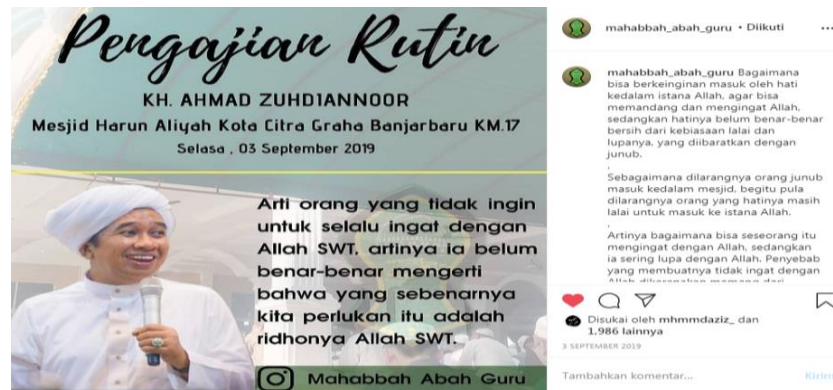 Pengajian Rutin
KH. AHMAD ZUHDIANNOOR
Mesjid Harun Aliyah Kota Citra Graha Banjarbaru KM.17
Selasa , 03 September 2019
Arti orang yang tidak ingin
untuk selalu ingat dengan
Allah SWT, artinya ia belum
benar-benar mengerti
bahwa yang sebenarnya
kita perlukan itu adalah
ridhonya Allah SWT.
Mahabbah Abah Guru
mahabbah_abah_guru • Diikuti
mahabbah_abah_guru Bagaimana
bisa berkeinginan masuk oleh hati
kedalam istana Allah, agar bisa
memandang dan mengingat Allah,
sedangkan hatinya belum benar-benar
bersih dari kebiasaan lalai dan
lupanya, yang diibaratkan dengan
junub.
.
Sebagaimana dilarangnya orang junub
masuk kedalam mesjid, begitu pula
dilarangnya orang yang hatinya masih
lalai untuk masuk ke istana Allah.
.
Artinya bagaimana bisa seseorang itu
mengingat dengan Allah, sedangkan
ia sering lupa dengan Allah. Penyebab
yang membuatnya tidak ingat dengan
Allah dikarenakan memang dari
Disukai oleh mhmmdaziz_ dan
1.986 lainnya
3 SEPTEMBER 2019
Tambahkan komentar...
Kirim